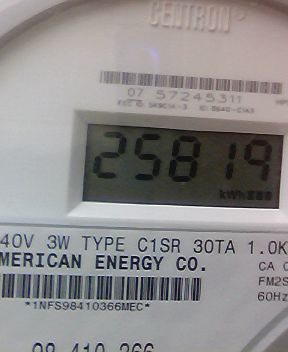 CENTRON®
07 57245311
25819
kWh
40V 3W TYPE C1SR 30TA 1.0K
MERICAN ENERGY CO.
CA 0
FM2S
60Hz
*1NFS98410366MEC*